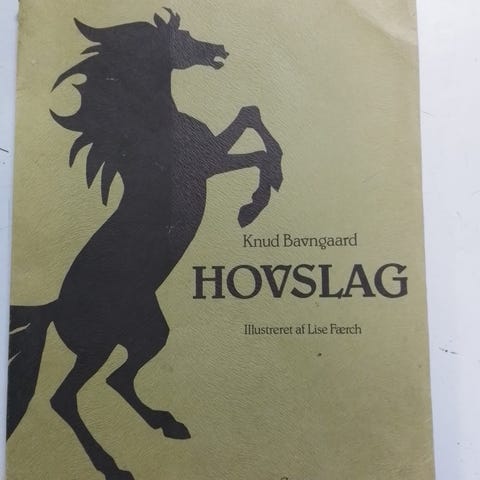 Knud Bavngaard
HOVSLAG
Illustreret af Lise Færch